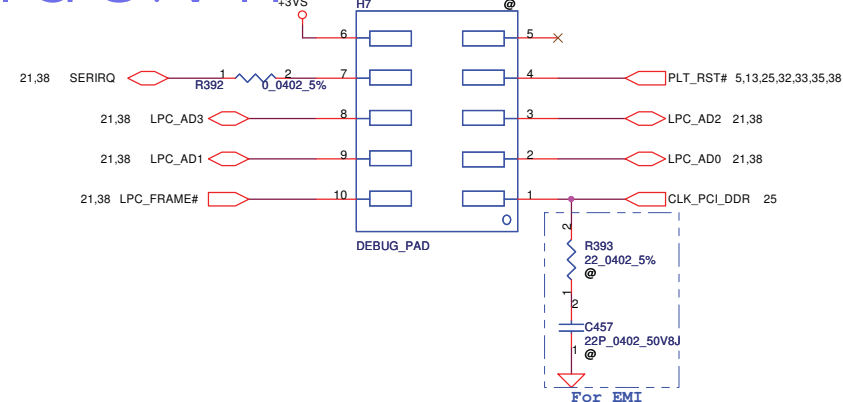 +3VS
H7
@
6
5
21,38 SERIRQ
1
R392
2
0_0402_5%
7
4
PLT_RST# 5,13,25,32,33,35,38
21,38 LPC_AD3
8
3
LPC_AD2 21,38
21,38 LPC_AD1
9
2
LPC_AD0 21,38
21,38 LPC_FRAME#
10
1
CLK_PCI_DDR 25
DEBUG_PAD
2
R393
22_0402_5%
@
1
2
C457
22P_0402_50V8J
1
@
For EMI